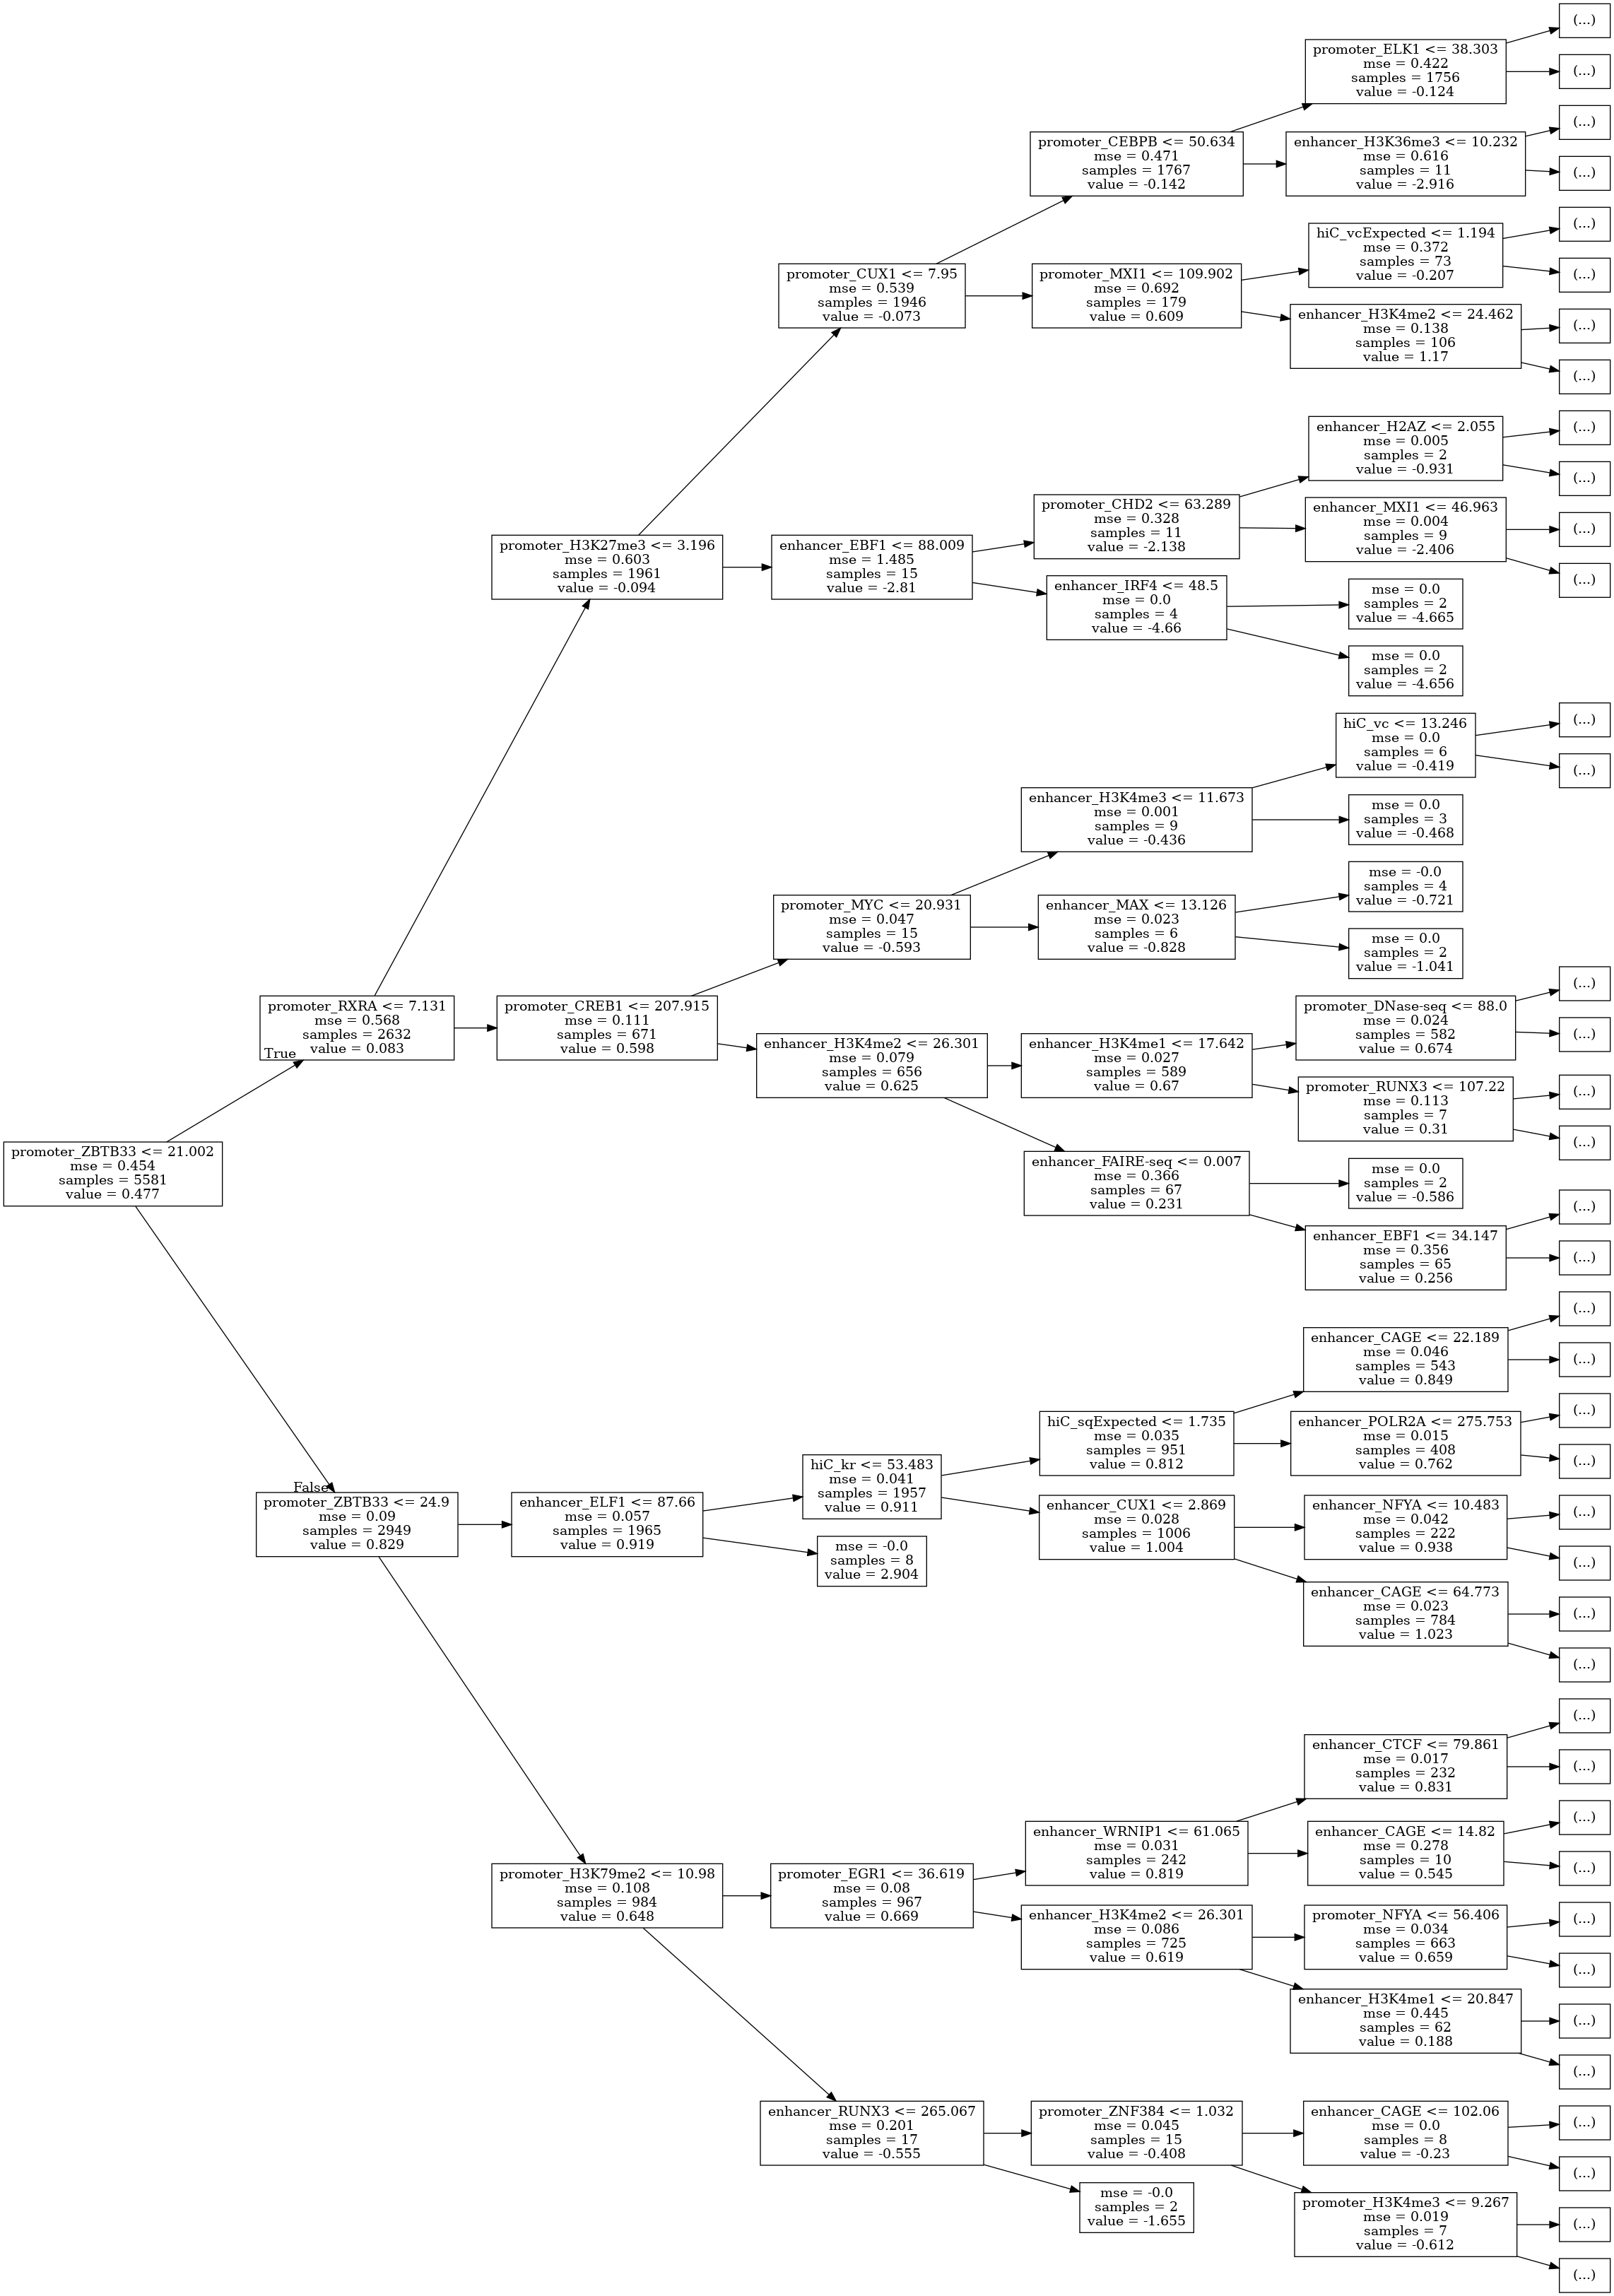 (...)
promoter_ELK1 <= 38.303
mse = 0.422
samples = 1756
value = -0.124
(...)
(...)
promoter_CEBPB <= 50.634
mse = 0.471
samples = 1767
value = -0.142
enhancer_H3K36me3 <= 10.232
mse = 0.616
samples = 11
value = -2.916
(...)
(...)
hiC_vcExpected <= 1.194
mse = 0.372
samples = 73
value = -0.207
(...)
promoter_CUX1 <= 7.95
mse = 0.539
samples = 1946
value = -0.073
promoter_MXI1 <= 109.902
mse = 0.692
samples = 179
value = 0.609
enhancer_H3K4me2 <= 24.462
mse = 0.138
samples = 106
value = 1.17
(...)
(...)
(...)
enhancer_H2AZ <= 2.055
mse = 0.005
samples = 2
value = -0.931
(...)
promoter_CHD2 <= 63.289
mse = 0.328
samples = 11
value = -2.138
enhancer_MXI1 <= 46.963
mse = 0.004
samples = 9
value = -2.406
(...)
(...)
promoter_H3K27me3 <= 3.196
mse = 0.603
samples = 1961
value = -0.094
enhancer_EBF1 <= 88.009
mse = 1.485
samples = 15
value = -2.81
enhancer_IRF4 <= 48.5
mse = 0.0
samples = 4
value = -4.66
mse = 0.0
samples = 2
value = -4.665
mse = 0.0
samples = 2
value = -4.656
hiC_vc <= 13.246
mse = 0.0
samples = 6
value = -0.419
(...)
(...)
enhancer_H3K4me3 <= 11.673
mse = 0.001
samples = 9
value = -0.436
mse = 0.0
samples = 3
value = -0.468
promoter_MYC <= 20.931
mse = 0.047
samples = 15
value = -0.593
enhancer_MAX <= 13.126
mse = 0.023
samples = 6
value = -0.828
mse = -0.0
samples = 4
value = -0.721
mse = 0.0
samples = 2
value = -1.041
promoter_RXRA <= 7.131
mse = 0.568
samples = 2632
value = 0.083
True
promoter_CREB1 <= 207.915
mse = 0.111
samples = 671
value = 0.598
enhancer_H3K4me2 <= 26.301
mse = 0.079
samples = 656
value = 0.625
enhancer_H3K4me1 <= 17.642
mse = 0.027
samples = 589
value = 0.67
promoter_DNase-seq <= 88.0
mse = 0.024
samples = 582
value = 0.674
(...)
(...)
promoter_RUNX3 <= 107.22
mse = 0.113
samples = 7
value = 0.31
(...)
(...)
promoter_ZBTB33 <= 21.002
mse = 0.454
samples = 5581
value = 0.477
enhancer_FAIRE-seq <= 0.007
mse = 0.366
samples = 67
value = 0.231
mse = 0.0
samples = 2
value = -0.586
enhancer_EBF1 <= 34.147
mse = 0.356
samples = 65
value = 0.256
(...)
(...)
enhancer_CAGE <= 22.189
mse = 0.046
samples = 543
value = 0.849
(...)
(...)
hiC_sqExpected <= 1.735
mse = 0.035
samples = 951
value = 0.812
enhancer_POLR2A <= 275.753
mse = 0.015
samples = 408
value = 0.762
(...)
(...)
False
promoter_ZBTB33 <= 24.9
mse = 0.09
samples = 2949
value = 0.829
enhancer_ELF1 <= 87.66
mse = 0.057
samples = 1965
value = 0.919
hiC_kr <= 53.483
mse = 0.041
samples = 1957
value = 0.911
mse = -0.0
samples = 8
value = 2.904
enhancer_CUX1 <= 2.869
mse = 0.028
samples = 1006
value = 1.004
enhancer_NFYA <= 10.483
mse = 0.042
samples = 222
value = 0.938
(...)
(...)
enhancer_CAGE <= 64.773
mse = 0.023
samples = 784
value = 1.023
(...)
(...)
enhancer_CTCF <= 79.861
mse = 0.017
samples = 232
value = 0.831
(...)
(...)
enhancer_WRNIP1 <= 61.065
mse = 0.031
samples = 242
value = 0.819
enhancer_CAGE <= 14.82
mse = 0.278
samples = 10
value = 0.545
(...)
(...)
promoter_H3K79me2 <= 10.98
mse = 0.108
samples = 984
value = 0.648
promoter_EGR1 <= 36.619
mse = 0.08
samples = 967
value = 0.669
enhancer_H3K4me2 <= 26.301
mse = 0.086
samples = 725
value = 0.619
promoter_NFYA <= 56.406
mse = 0.034
samples = 663
value = 0.659
(...)
(...)
enhancer_H3K4me1 <= 20.847
mse = 0.445
samples = 62
value = 0.188
(...)
(...)
enhancer_RUNX3 <= 265.067
mse = 0.201
samples = 17
value = -0.555
promoter_ZNF384 <= 1.032
mse = 0.045
samples = 15
value = -0.408
enhancer_CAGE <= 102.06
mse = 0.0
samples = 8
value = -0.23
(...)
(...)
mse = -0.0
samples = 2
value = -1.655
promoter_H3K4me3 <= 9.267
mse = 0.019
samples = 7
value = -0.612
(...)
(...)